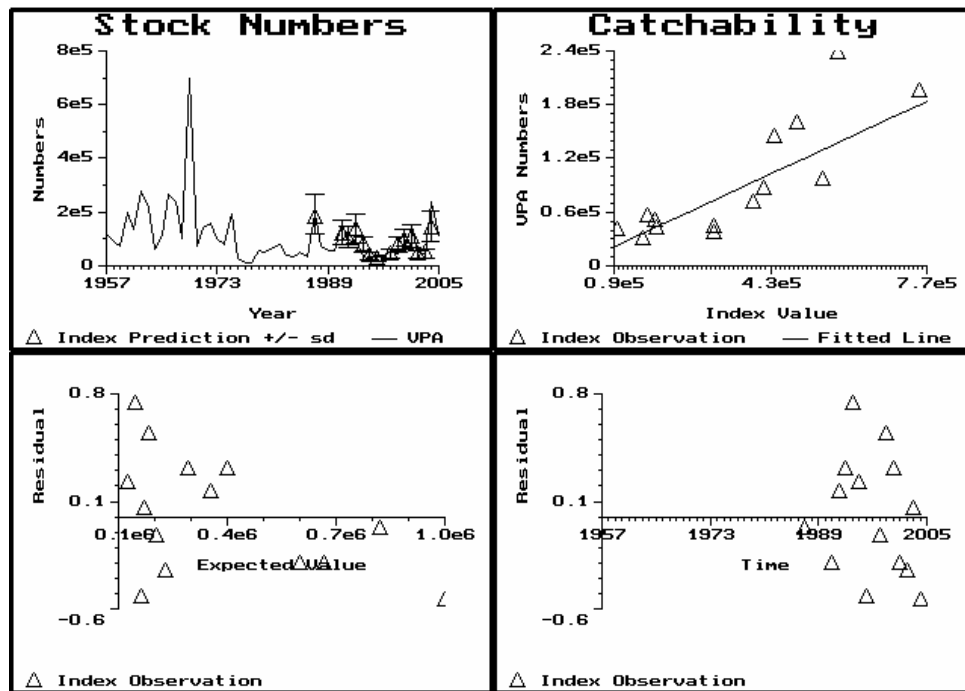 Stock Numbers
8e5
6e5
4e5
2e5
0
Numbers
1957 1973 1989 2005
Year
Index Prediction +/- sd VPA
Catchability
2.4e5
1.8e5
1.2e5
0.6e5
0
VPA Numbers
0.9e5 4.3e5 7.7e5
Index Value
Index Observation Fitted Line
0.8
0.1
-0.6
Residual
0.1e6 0.4e6 0.7e6 1.0e6
Expected Value
Index Observation
0.8
0.1
-0.6
Residual
1957 1973 1989 2005
Time
Index Observation